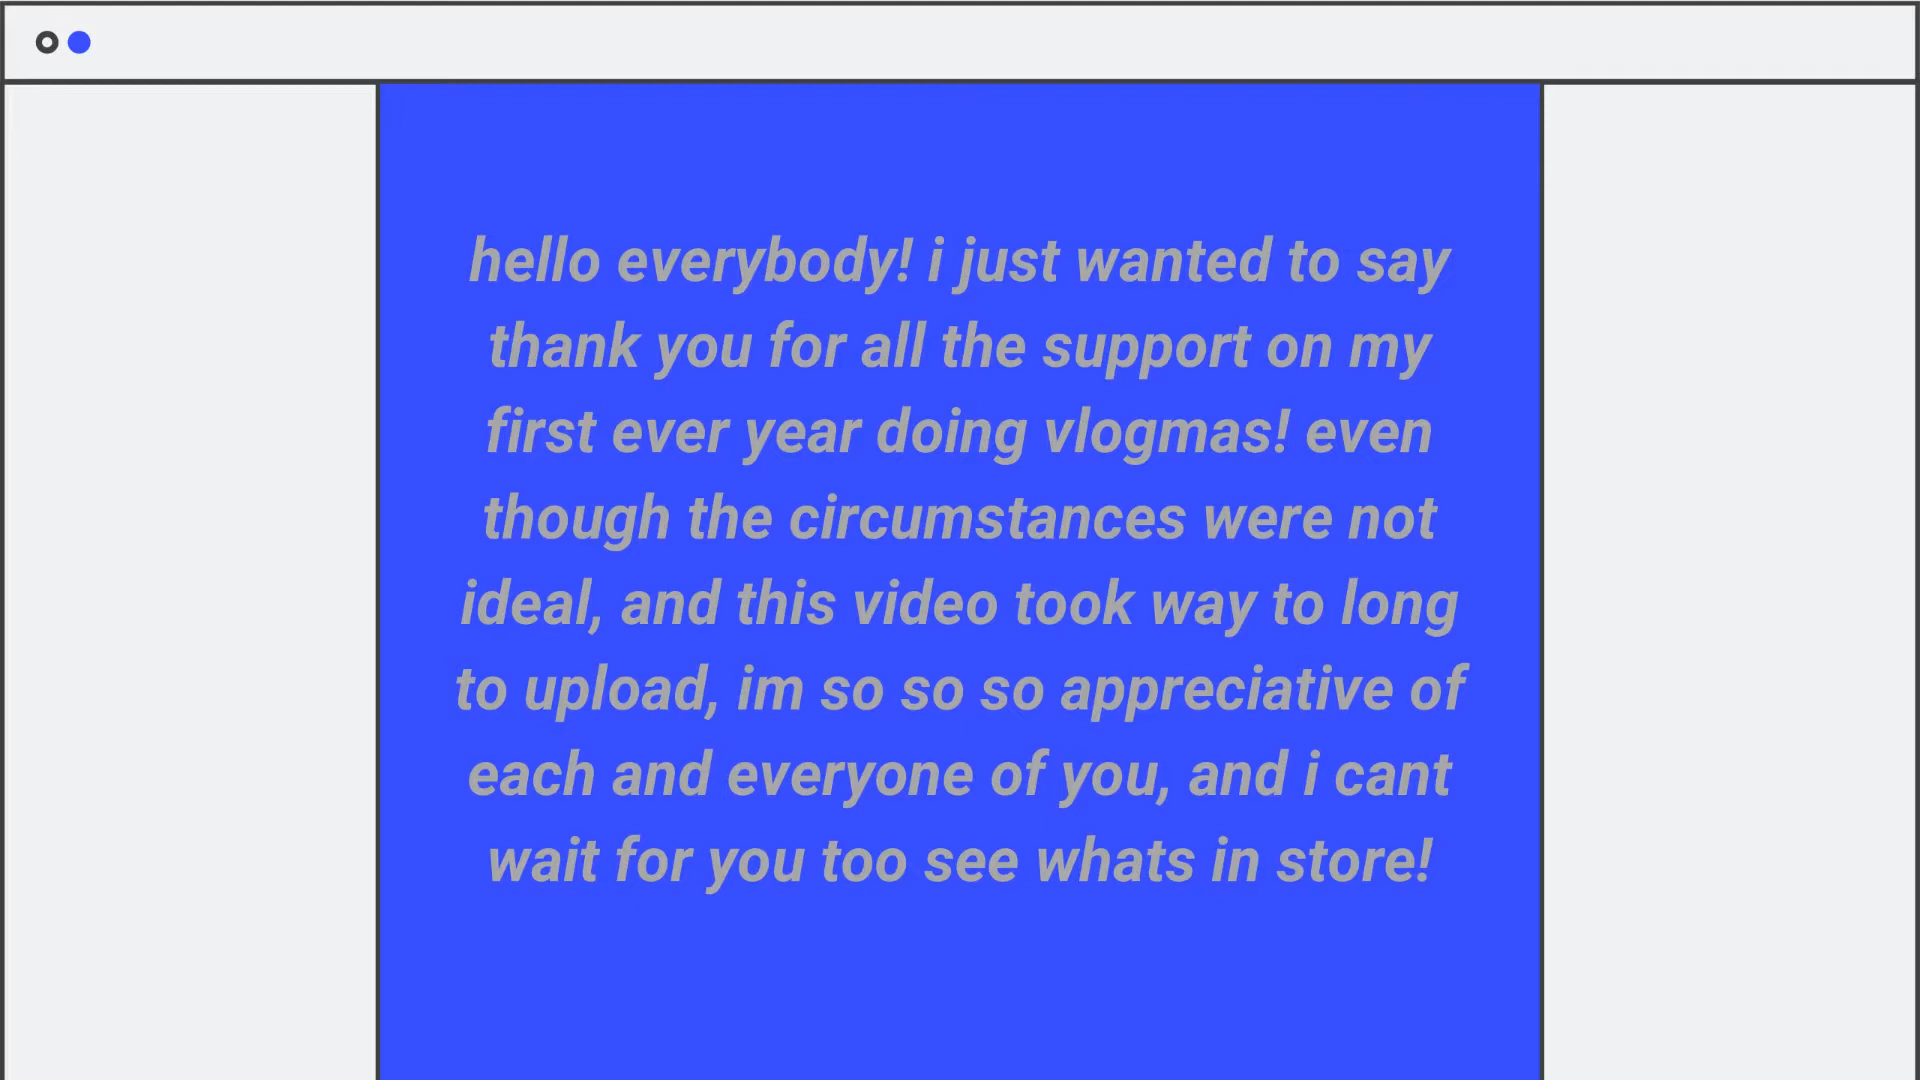 hello everybody! i just wanted to say
thank you for all the support on my
first ever year doing vlogmas! even
though the circumstances were not
ideal, and this video took way to long
to upload, im so so so appreciative of
each and everyone of you, and i cant
wait for you too see whats in store!